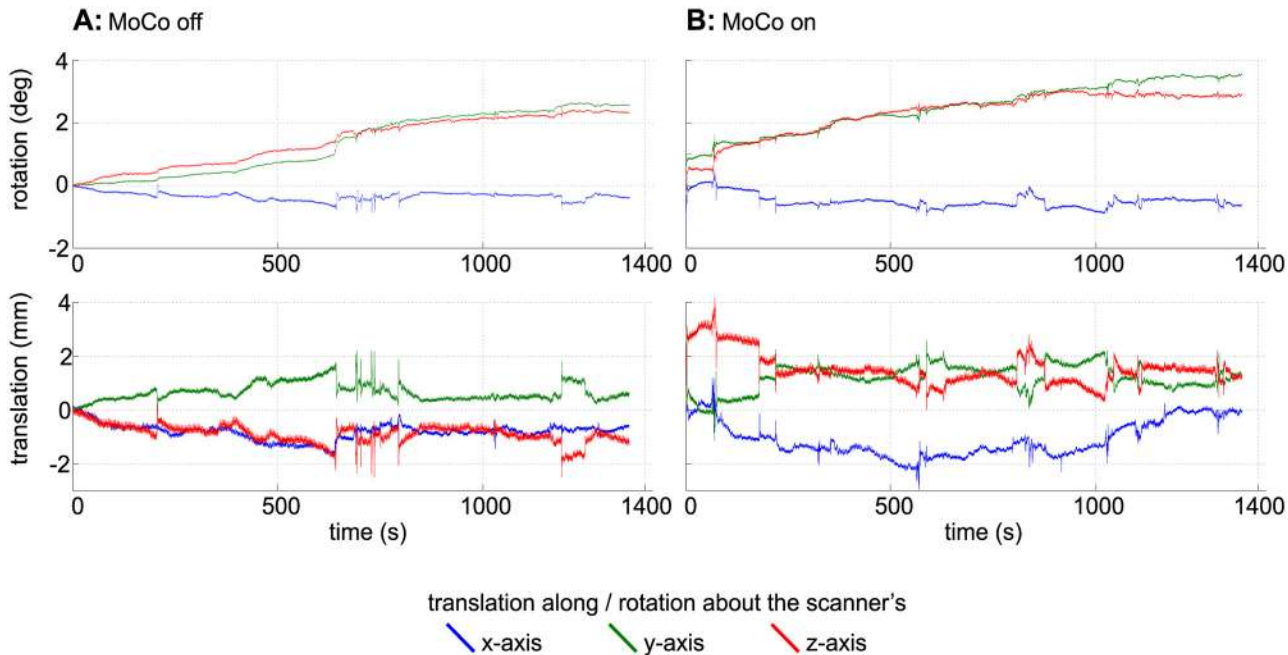 A: MoCo off
B: MoCo on
rotation (deg)
4
2
0
-2
0
500
1000
1400
0
500
1000
1400
translation (mm)
4
2
0
-2
0
500
1000
1400
0
500
1000
1400
time (s)
time (s)
translation along / rotation about the scanner's
x-axis
y-axis
z-axis